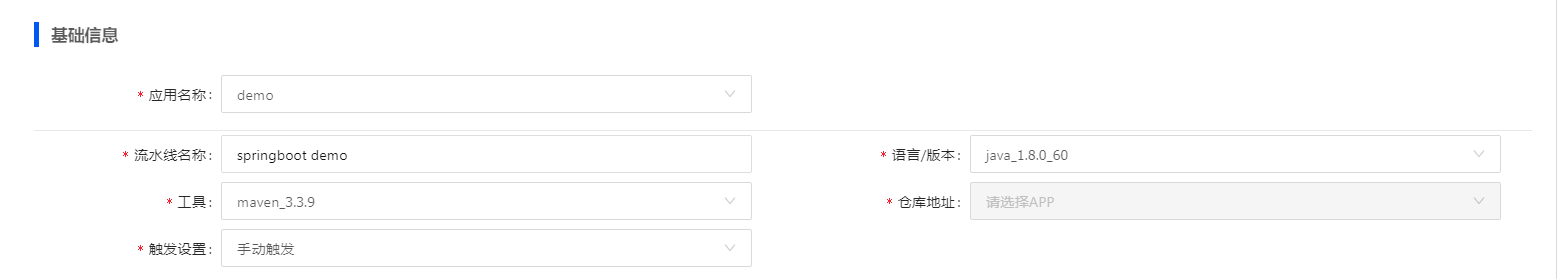 基础信息
* 应用名称: demo
* 流水线名称: springboot demo * 语言/版本: java_1.8.0_60
* 工具: maven_3.3.9 * 仓库地址: 请选择APP
* 触发设置: 手动触发